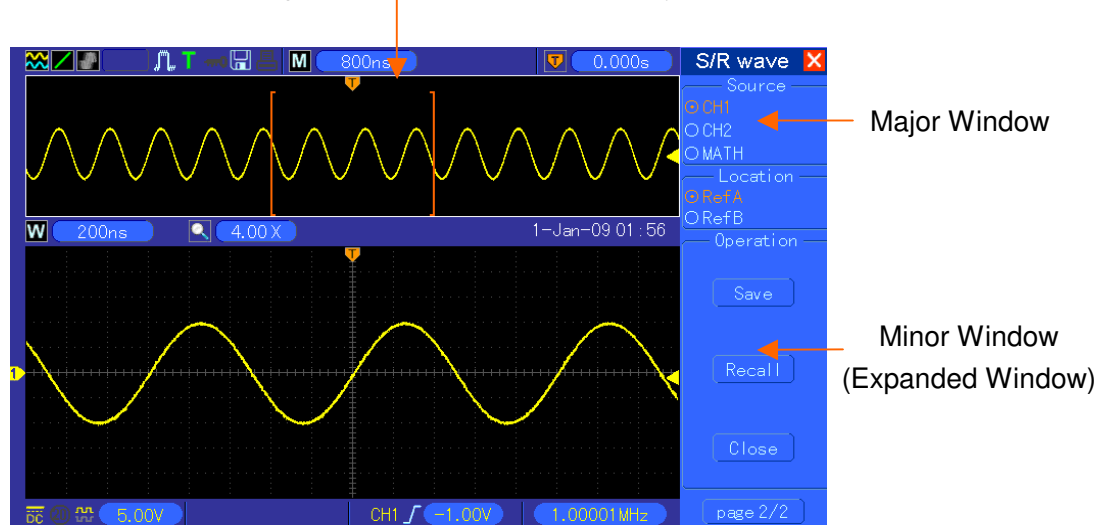 T M 800ns T 0.000s S/R wave X
T
Source
CH1
CH2
MATH
Major Window
Location
RefA
RefB
W 200ns 4.00X 1-Jan-09 01:56
Operation
T
Save
Minor Window
(Expanded Window)
1
Recall
Close
DC 5.00V CH1 -1.00V 1.00001MHz page 2/2